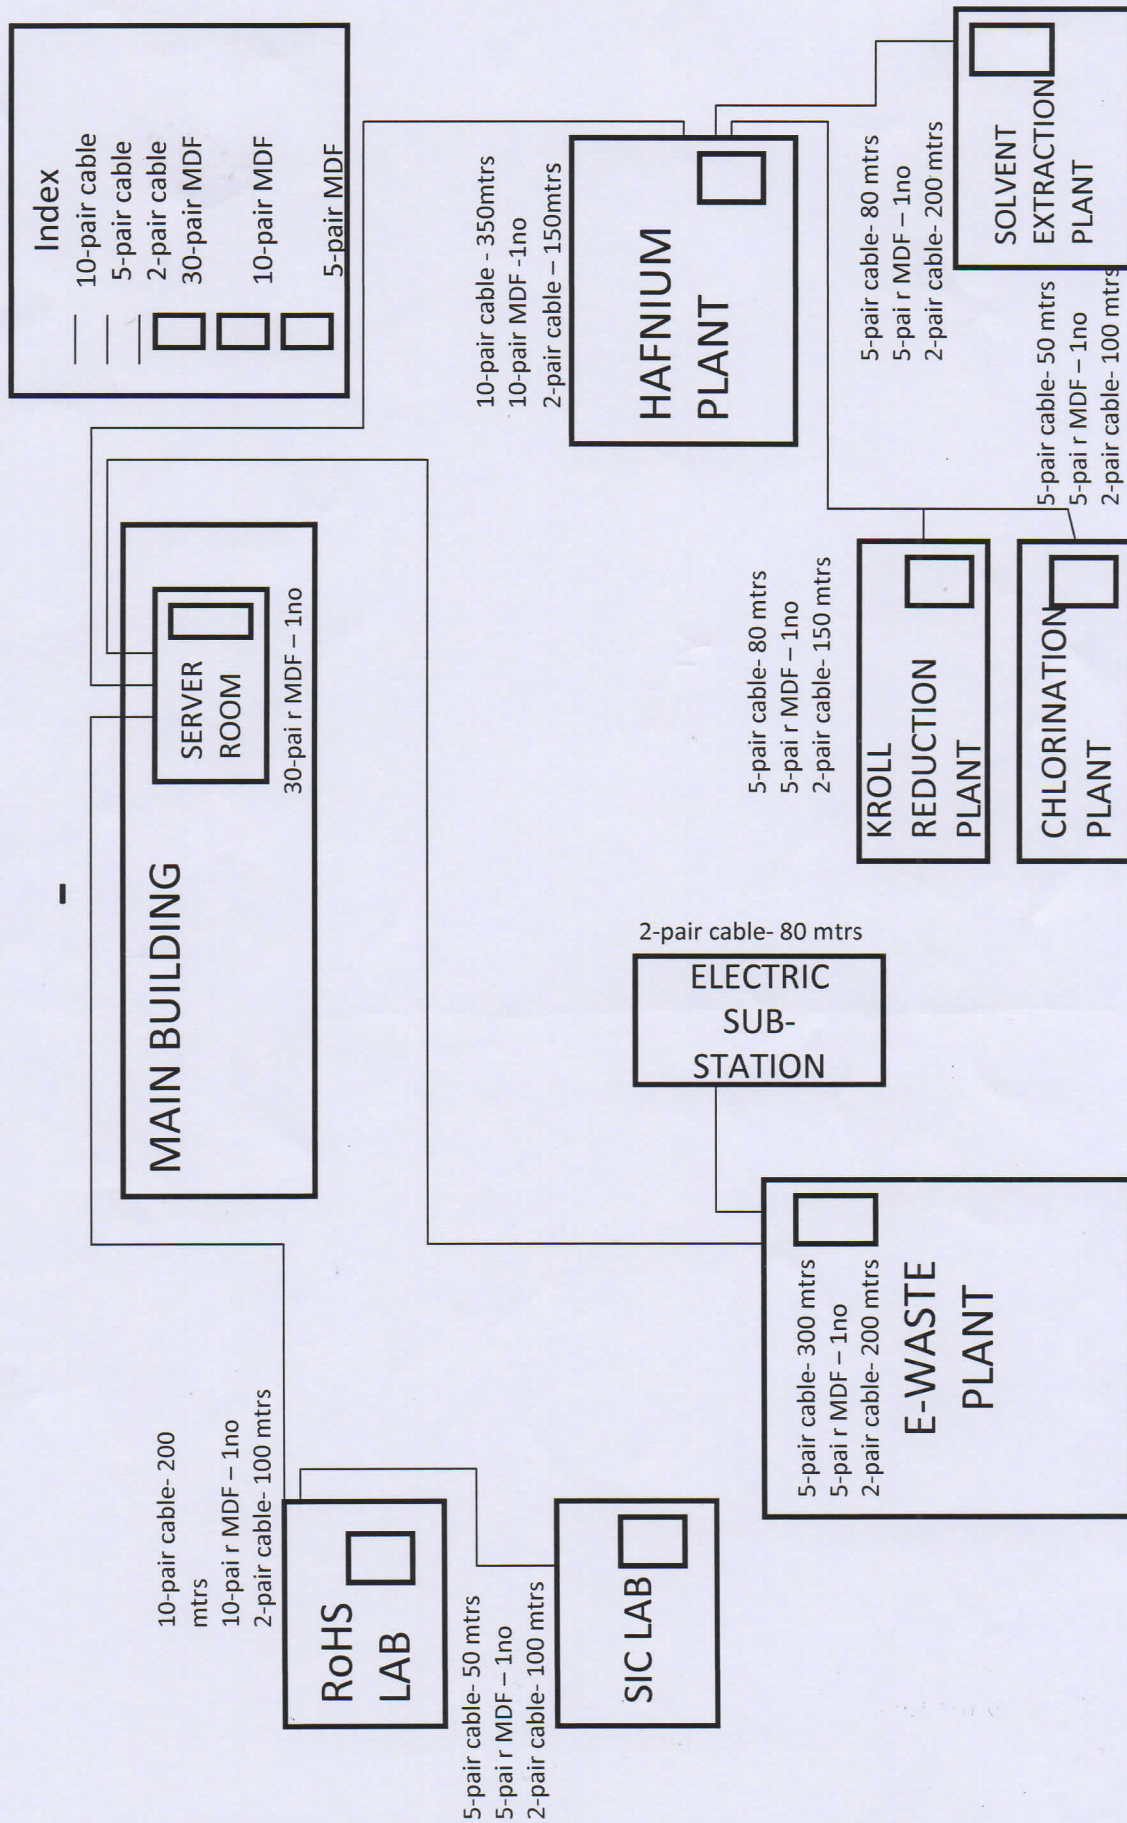 Index
10-pair cable
5-pair cable
2-pair cable
30-pair MDF
10-pair MDF
5-pair MDF
-
MAIN BUILDING
SERVER
ROOM
30-pai r MDF – 1no
10-pair cable- 200
mtrs
10-pai r MDF – 1no
2-pair cable- 100 mtrs
RoHS
LAB
5-pair cable- 50 mtrs
5-pai r MDF – 1no
2-pair cable- 100 mtrs
SIC LAB
10-pair cable - 350mtrs
10-pair MDF -1no
2-pair cable – 150mtrs
HAFNIUM
PLANT
2-pair cable- 80 mtrs
ELECTRIC
SUB-
STATION
5-pair cable- 300 mtrs
5-pai r MDF – 1no
2-pair cable- 200 mtrs
E-WASTE
PLANT
5-pair cable- 80 mtrs
5-pai r MDF – 1no
2-pair cable- 150 mtrs
KROLL
REDUCTION
PLANT
CHLORINATION
PLANT
5-pair cable- 50 mtrs
5-pai r MDF – 1no
2-pair cable- 100 mtrs
5-pair cable- 80 mtrs
5-pai r MDF – 1no
2-pair cable- 200 mtrs
SOLVENT
EXTRACTION
PLANT